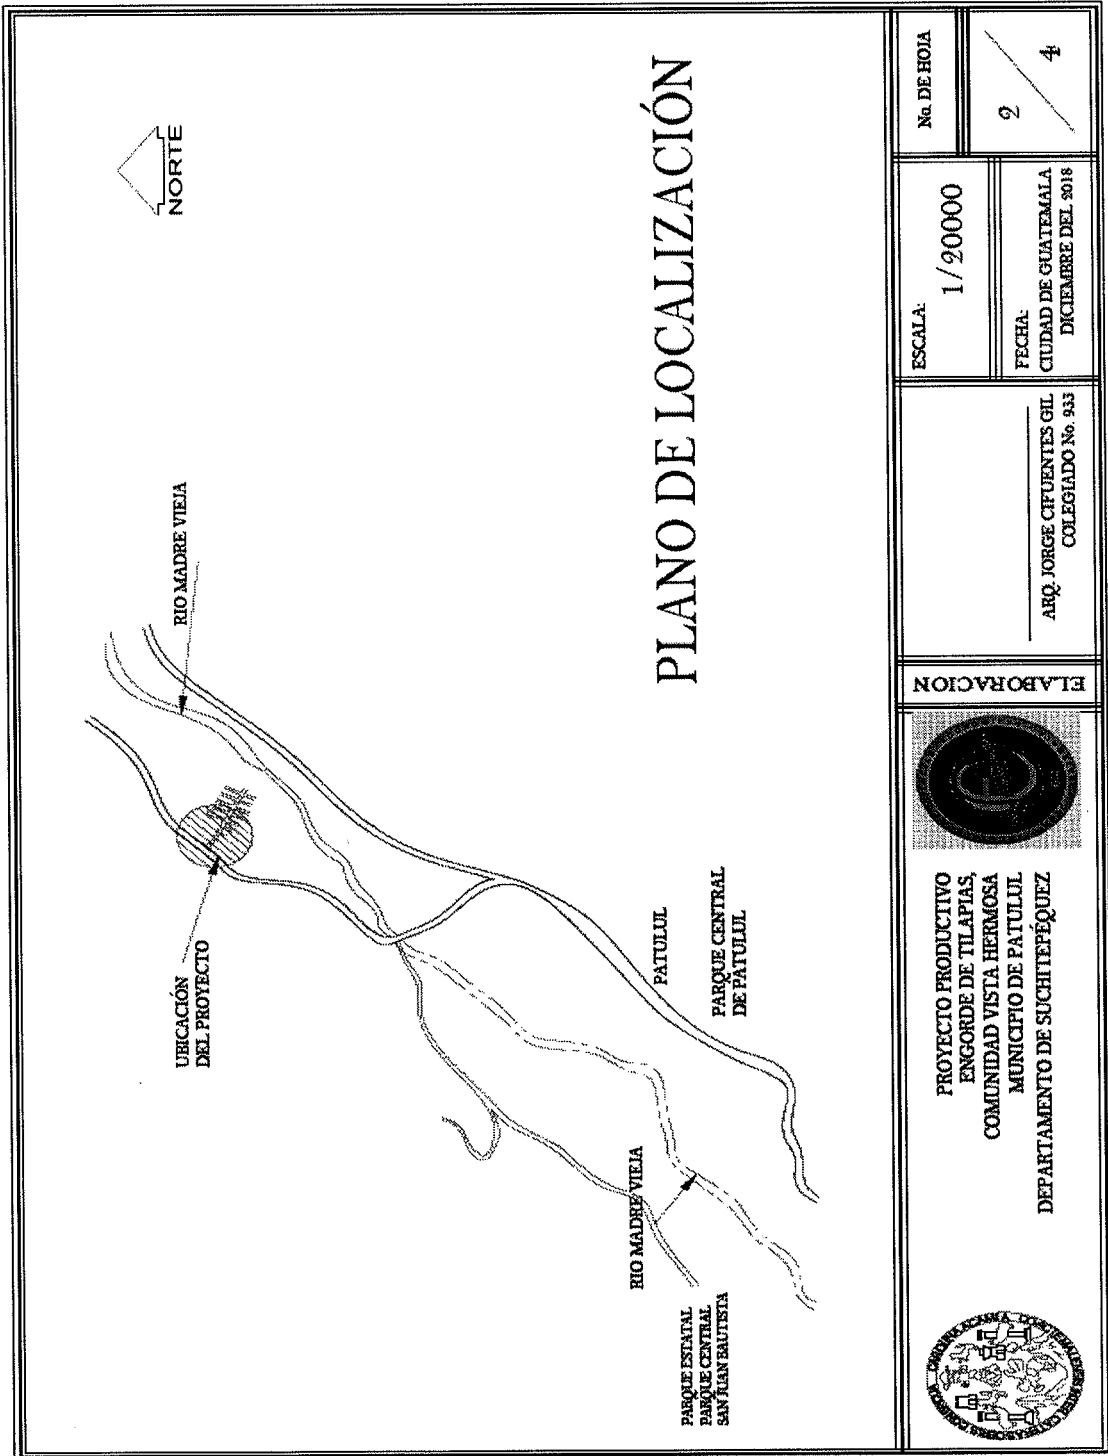 NORTE
RIO MADRE VIEJA
UBICACIÓN
DEL PROYECTO
PATULUL
PARQUE CENTRAL
DE PATULUL
RIO MADRE VIEJA
PARQUE ESTATAL
PARQUE CENTRAL
SAN JUAN BAUTISTA
PLANO DE LOCALIZACIÓN
PROYECTO PRODUCTIVO
ENGORDE DE TILAPIAS,
COMUNIDAD VISTA HERMOSA
MUNICIPIO DE PATULUL
DEPARTAMENTO DE SUCHITEPÉQUEZ
ELABORACION
ARQ. JORGE CIFUENTES GIL
COLEGIADO No. 933
ESCALA:
1/20000
FECHA:
CIUDAD DE GUATEMALA
DICIEMBRE DEL 2018
No. DE HOJA
2
4